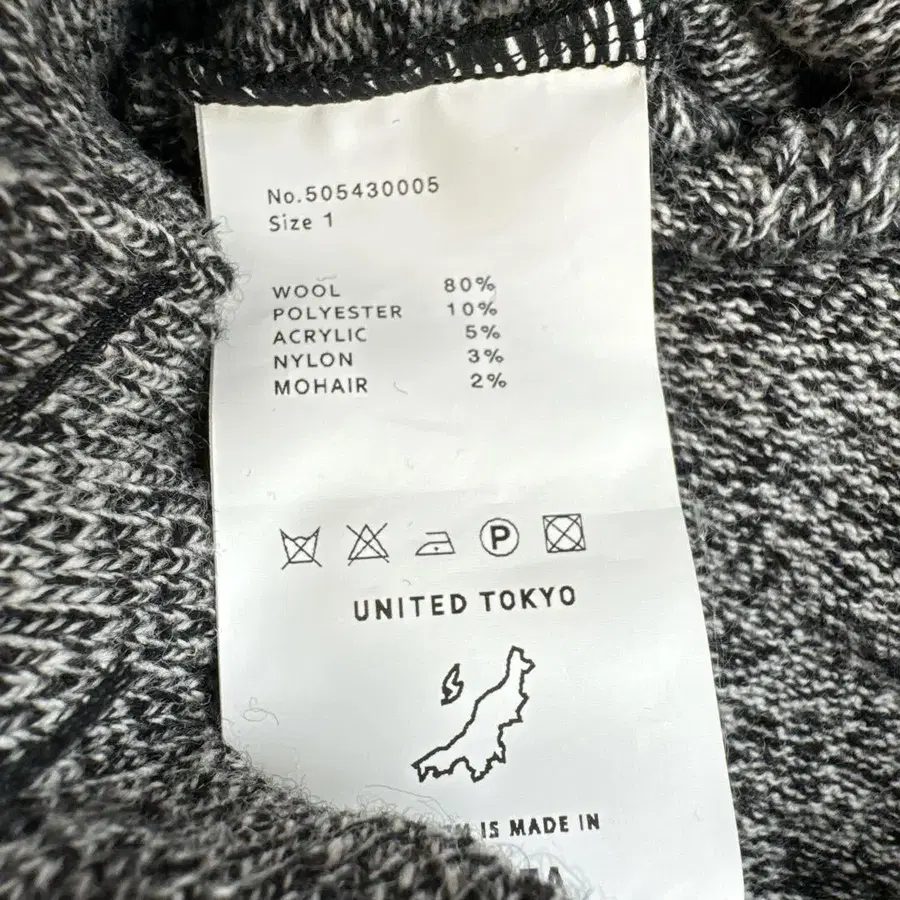 No.505430005
Size 1
WOOL 80%
POLYESTER 10%
ACRYLIC 5%
NYLON 3%
MOHAIR 2%
P
UNITED TOKYO
IS MADE IN